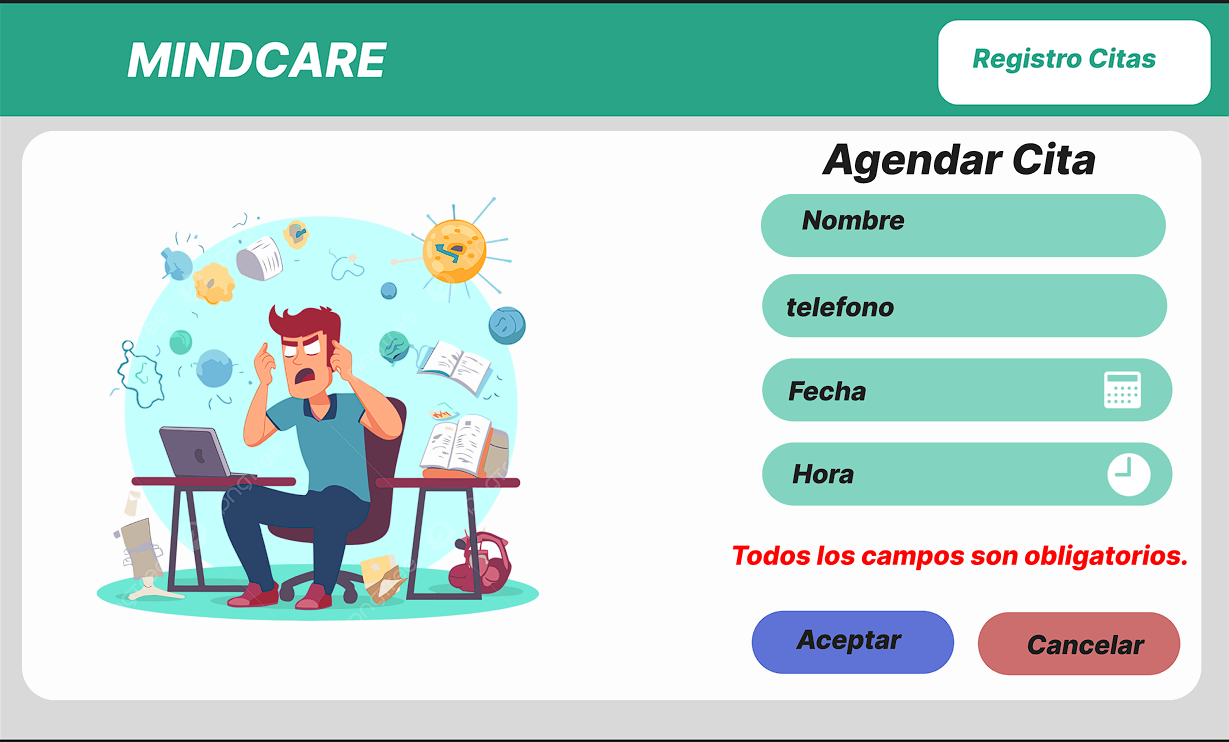 MINDCARE
Registro Citas
Agendar Cita
Nombre
telefono
Fecha
Hora
Todos los campos son obligatorios.
Aceptar
Cancelar